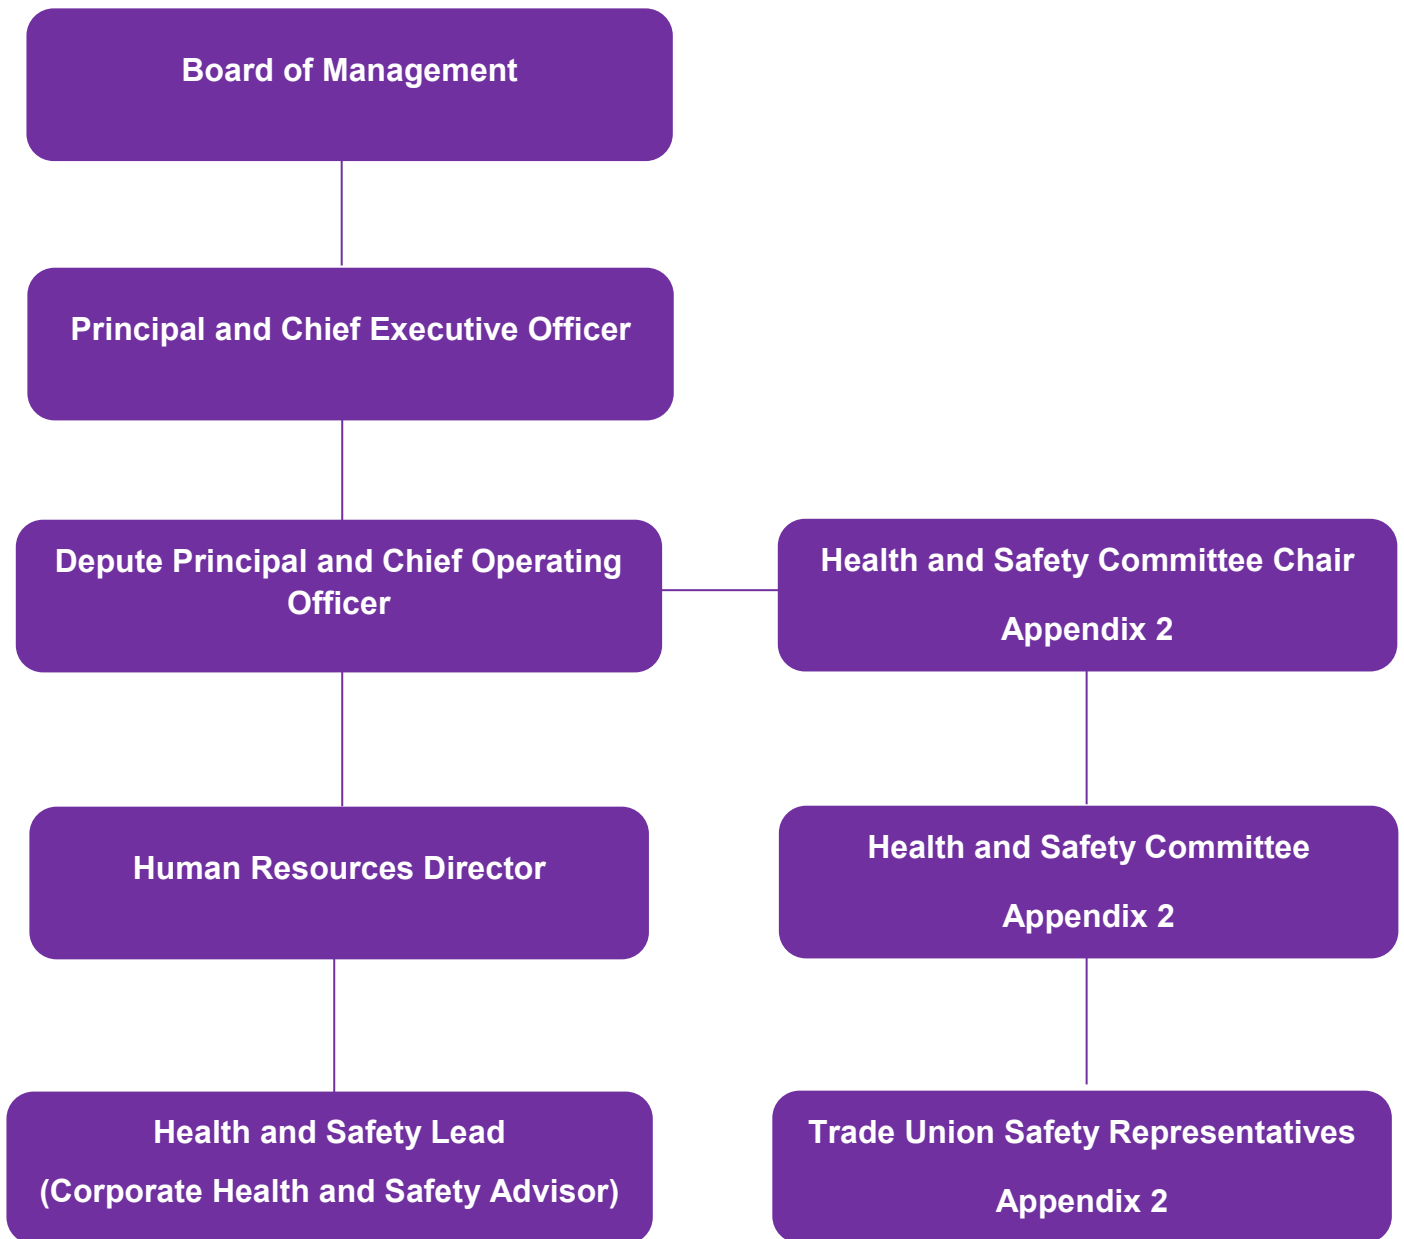 Board of Management
Principal and Chief Executive Officer
Depute Principal and Chief Operating
Officer
Health and Safety Committee Chair
Appendix 2
Human Resources Director
Health and Safety Committee
Appendix 2
Health and Safety Lead
(Corporate Health and Safety Advisor)
Trade Union Safety Representatives
Appendix 2